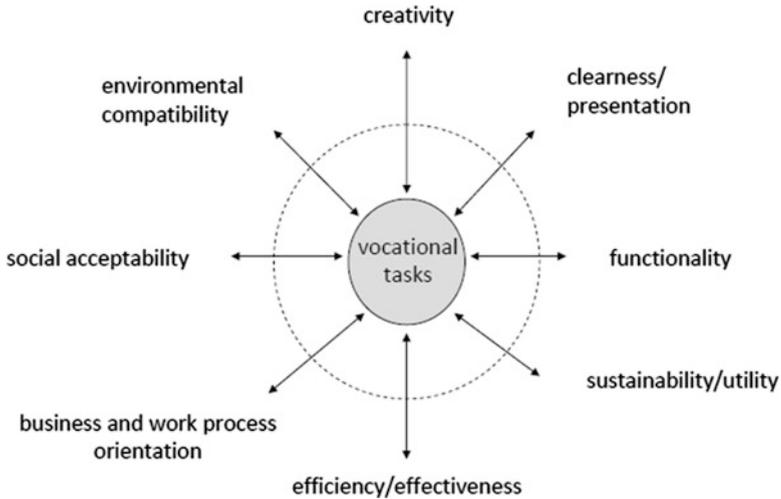 creativity
environmental
compatibility
clearness/
presentation
social acceptability
vocational
tasks
functionality
sustainability/utility
business and work process
orientation
efficiency/effectiveness